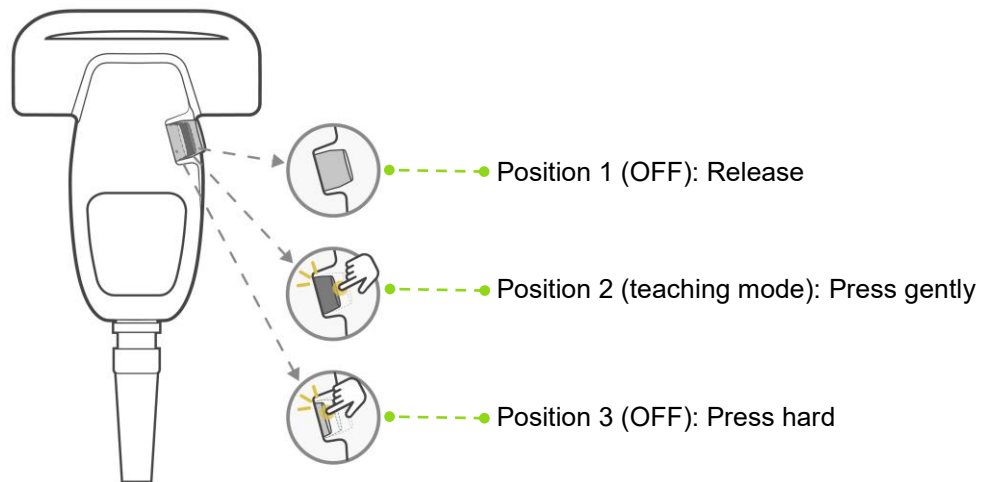 Position 1 (OFF): Release
Position 2 (teaching mode): Press gently
Position 3 (OFF): Press hard